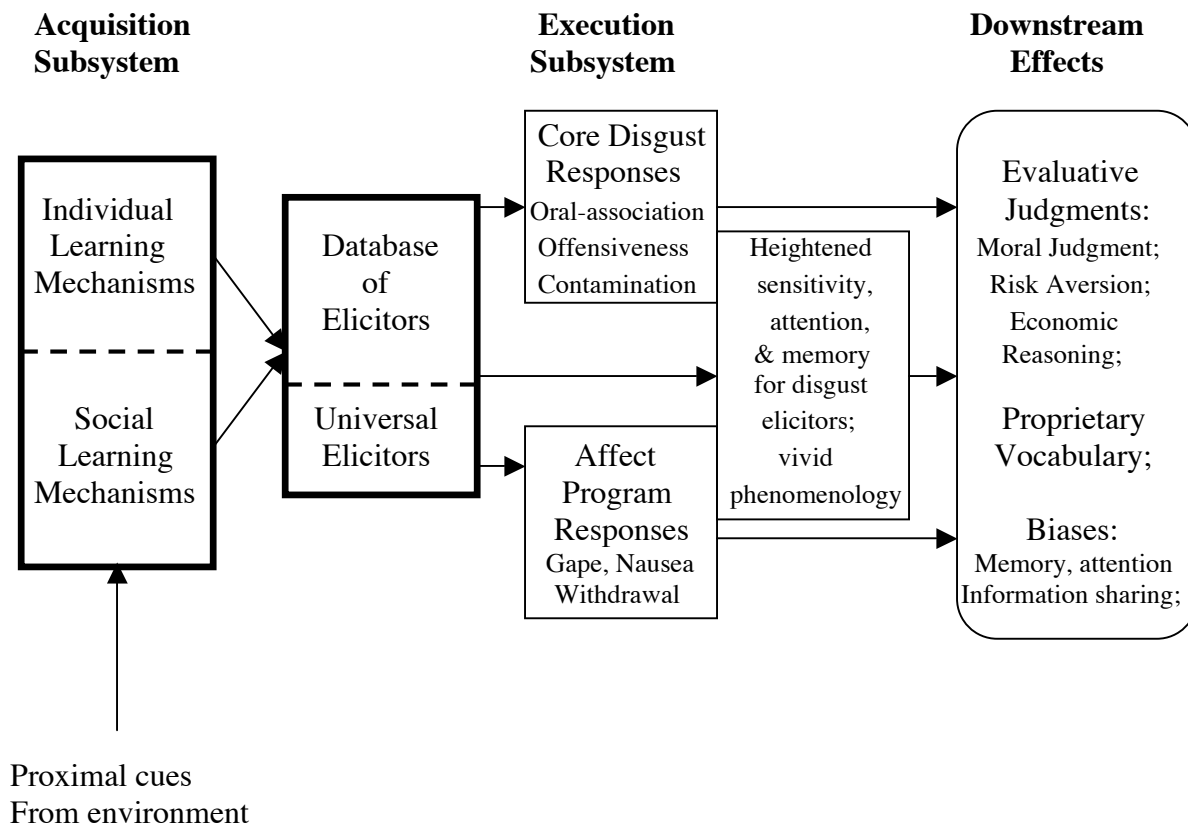 Acquisition
Subsystem
Execution
Subsystem
Downstream
Effects
Individual
Learning
Mechanisms
Social
Learning
Mechanisms
Database
of
Elicitors
Universal
Elicitors
Core Disgust
Responses
Oral-association
Offensiveness
Contamination
Heightened
sensitivity,
attention,
& memory
for disgust
elicitors;
vivid
phenomenology
Affect
Program
Responses
Gape, Nausea
Withdrawal
Evaluative
Judgments:
Moral Judgment;
Risk Aversion;
Economic
Reasoning;
Proprietary
Vocabulary;
Biases:
Memory, attention
Information sharing;
Proximal cues
From environment